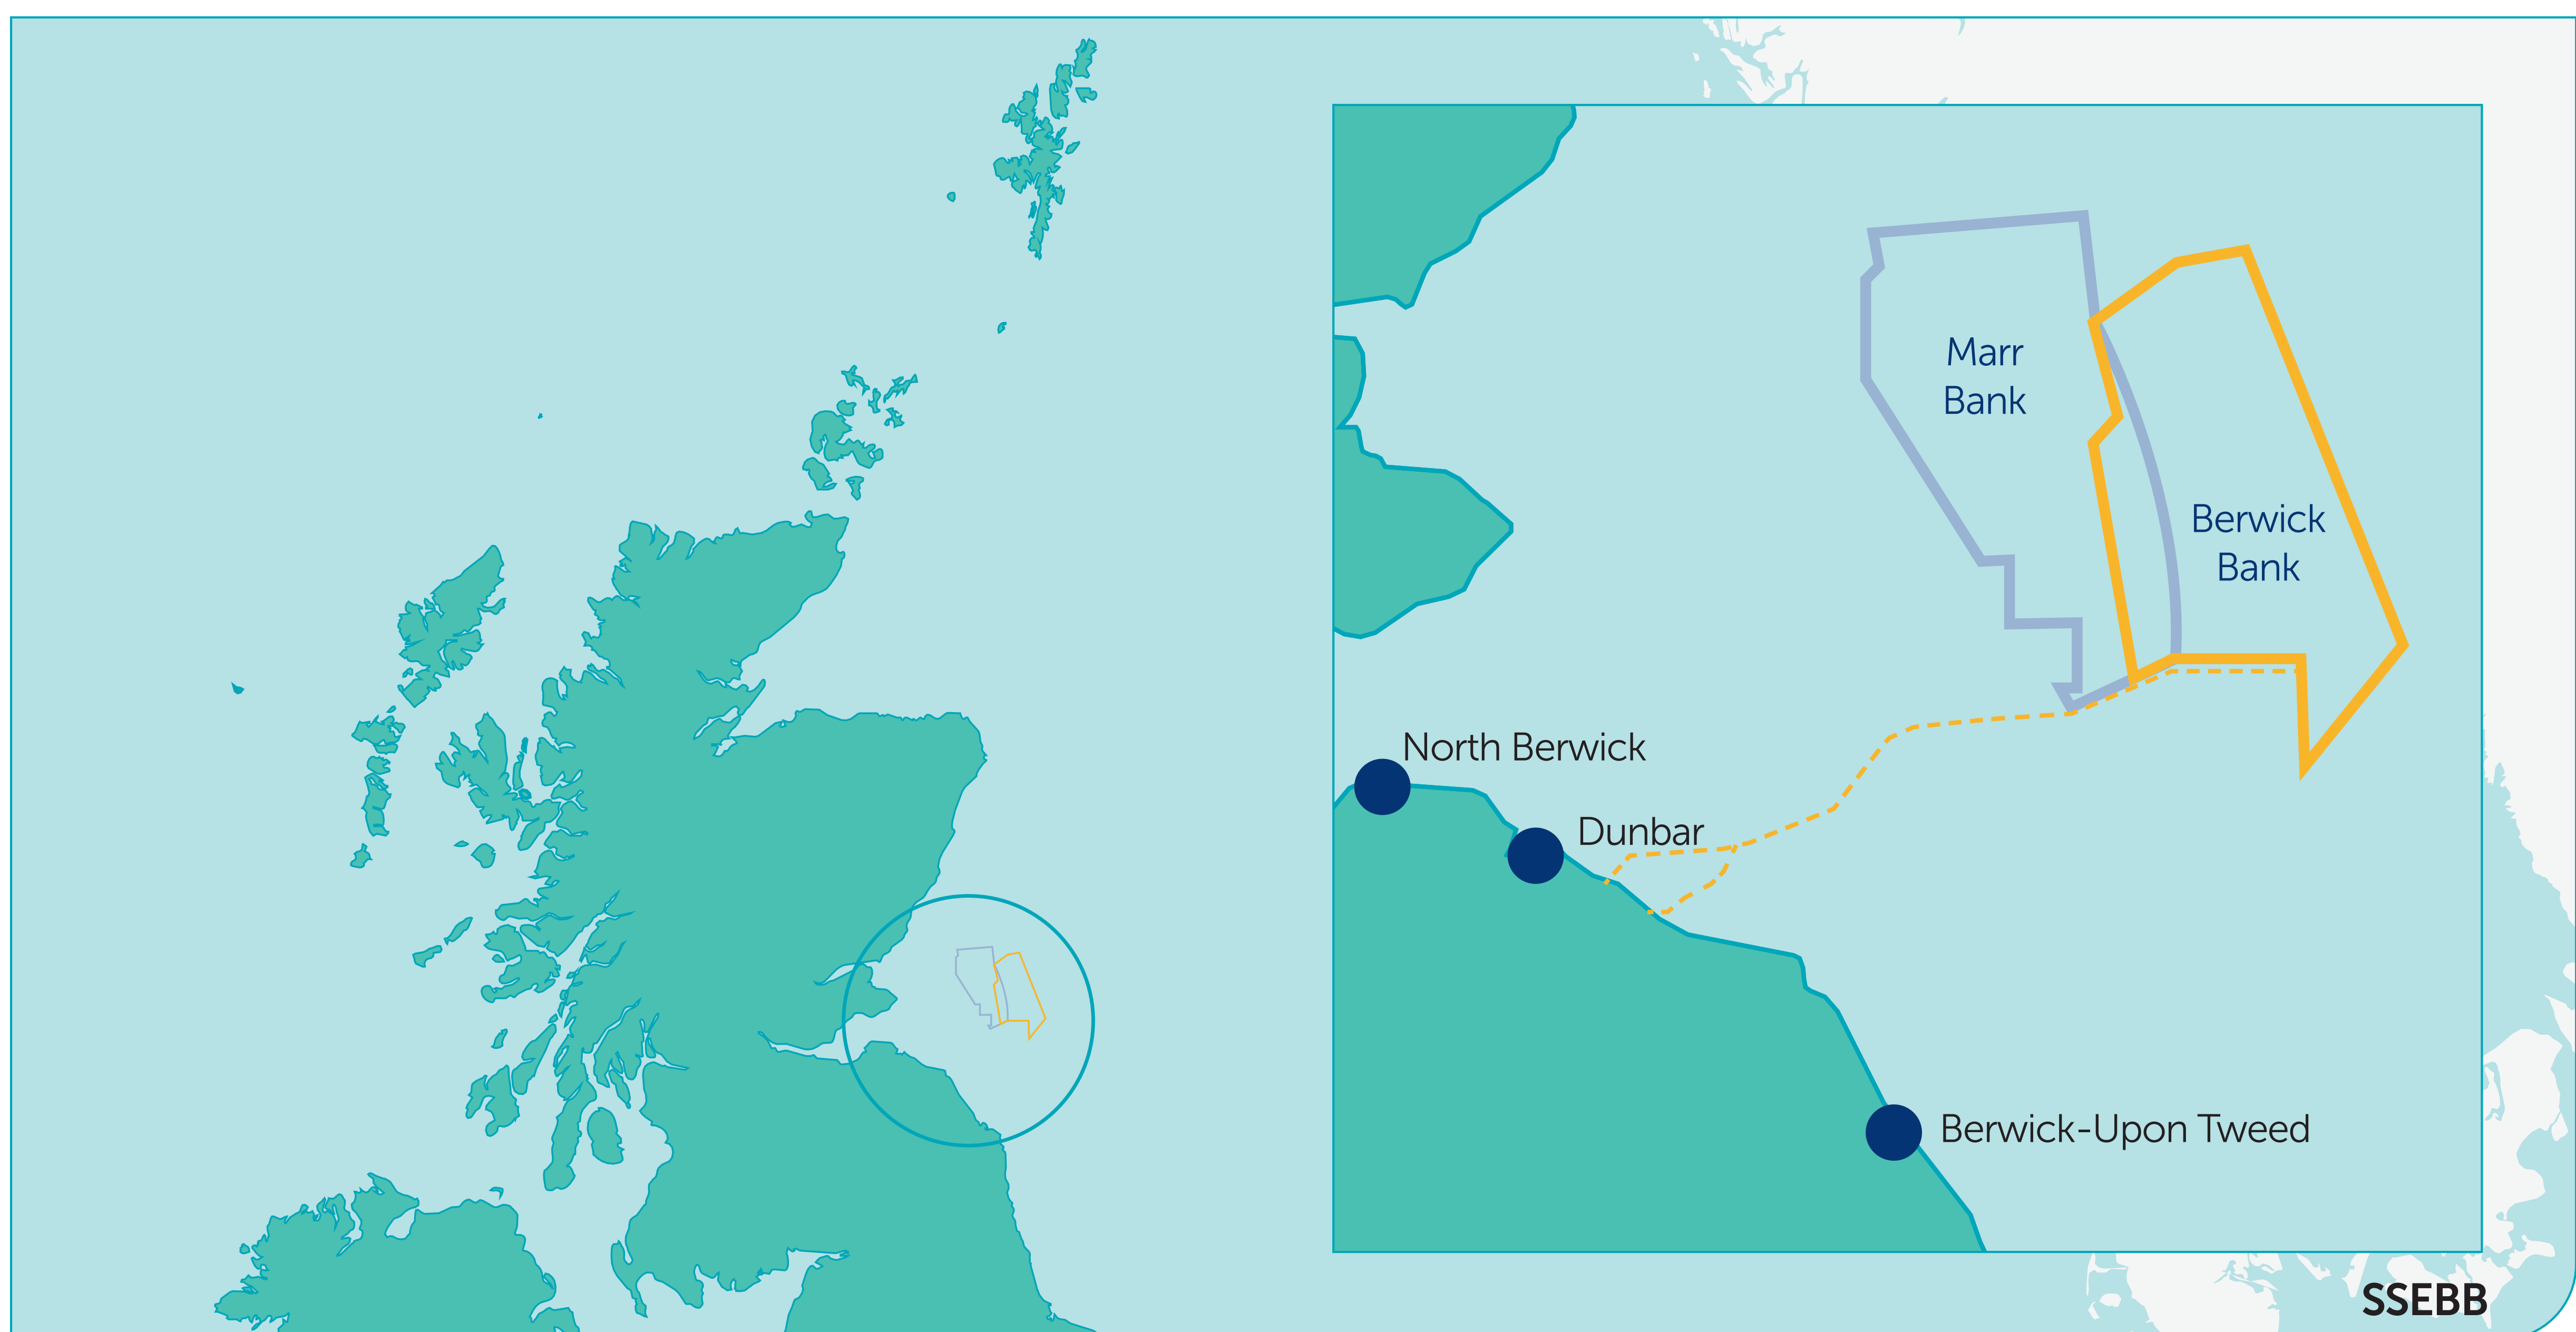 Marr
Bank
Berwick
Bank
North Berwick
Dunbar
Berwick-Upon Tweed
SSEBB